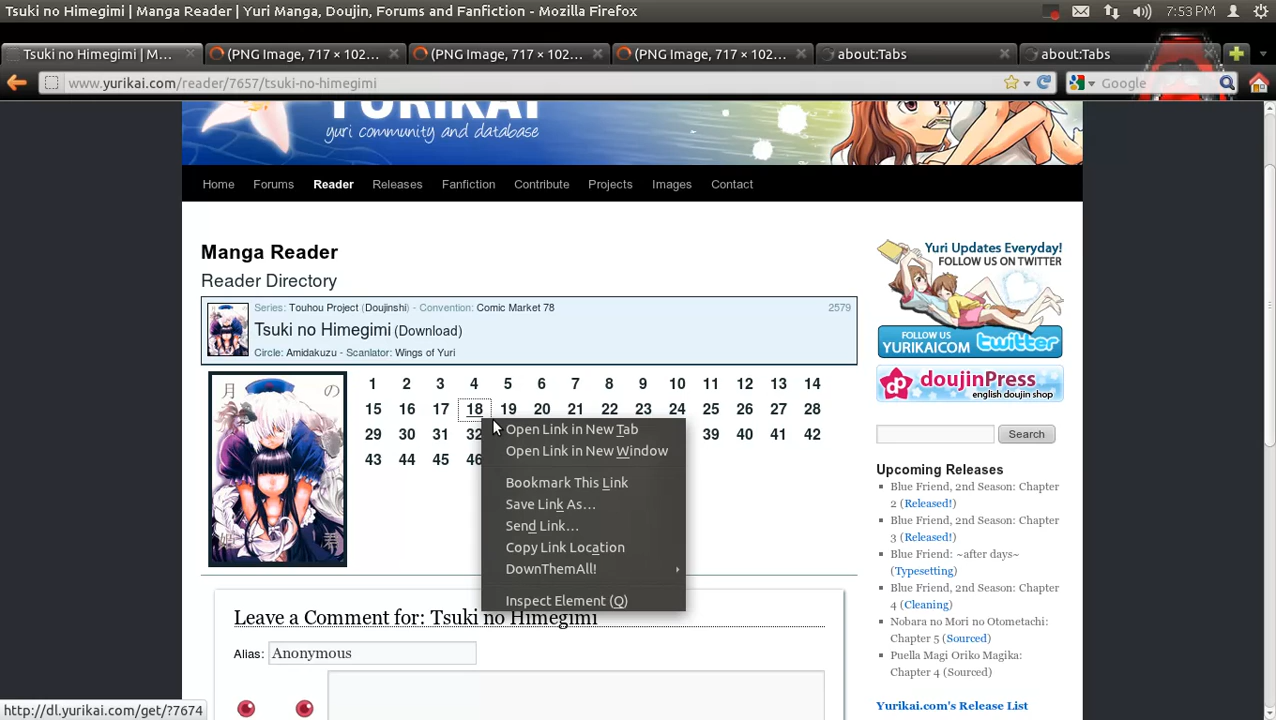 Tsuki no Himegimi | Manga Reader | Yuri Manga, Doujin, Forums and Fanfiction - Mozilla Firefox
7:53 PM
Tsuki no Himegimi | M...
(PNG Image, 717 × 102...
(PNG Image, 717 × 102...
(PNG Image, 717 × 102...
about:Tabs
about:Tabs
www.yurikai.com/reader/7657/tsuki-no-himegimi
Google
YURIKAI
yuri community and database
Home Forums Reader Releases Fanfiction Contribute Projects Images Contact
Manga Reader
Reader Directory
Series: Touhou Project (Doujinshi) - Convention: Comic Market 78 2579
Tsuki no Himegimi (Download)
Circle: Amidakuzu - Scanlator: Wings of Yuri
月の
姫君
1 2 3 4 5 6 7 8 9 10 11 12 13 14
15 16 17 18 19 20 21 22 23 24 25 26 27 28
29 30 31 32 39 40 41 42
43 44 45 46
Open Link in New Tab
Open Link in New Window
Bookmark This Link
Save Link As...
Send Link...
Copy Link Location
DownThemAll!
Inspect Element (Q)
Leave a Comment for: Tsuki no Himegimi
Alias: Anonymous
Yuri Updates Everyday!
FOLLOW US ON TWITTER
FOLLOW US
YURIKAICOM twitter
doujinPress
english doujin shop
Search
Upcoming Releases
Blue Friend, 2nd Season: Chapter
2 (Released!)
Blue Friend, 2nd Season: Chapter
3 (Released!)
Blue Friend: ~after days~
(Typesetting)
Blue Friend, 2nd Season: Chapter
4 (Cleaning)
Nobara no Mori no Otometachi:
Chapter 5 (Sourced)
Puella Magi Oriko Magika:
Chapter 4 (Sourced)
Yurikai.com's Release List
http://dl.yurikai.com/get/?7674